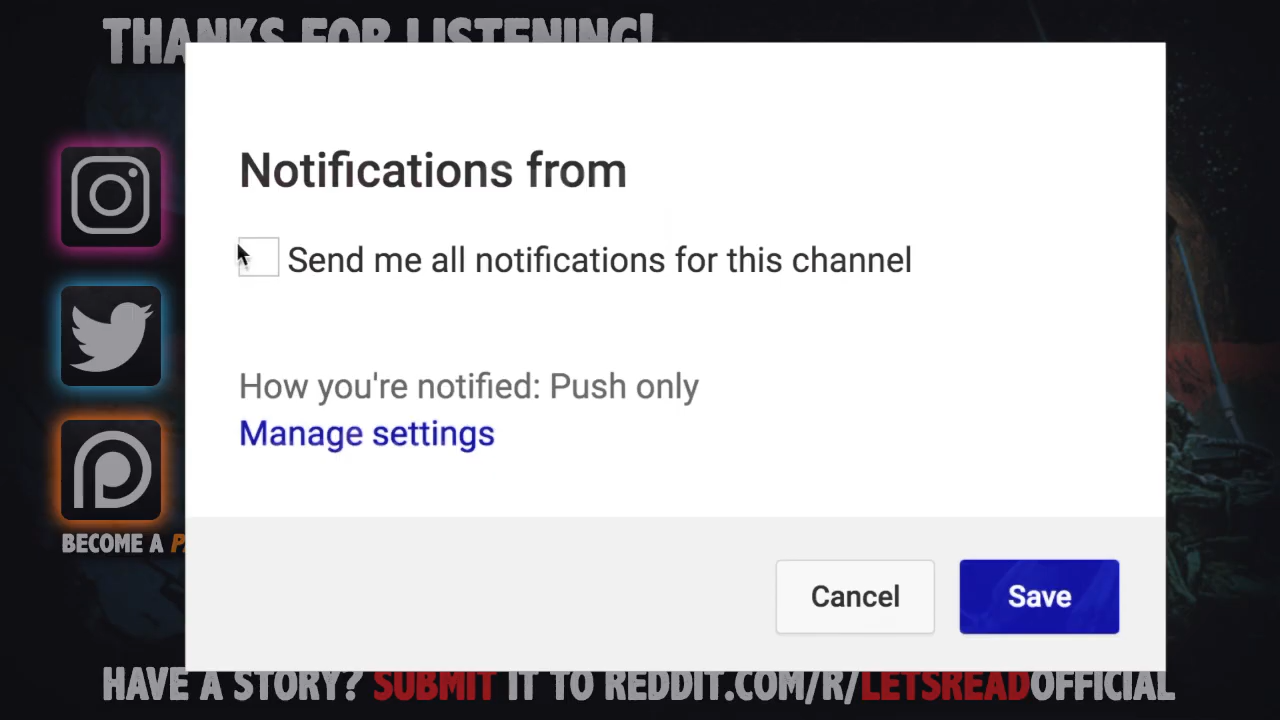 THANKS FOR LISTENING!
Notifications from
Send me all notifications for this channel
How you're notified: Push only
Manage settings
BECOME A
Cancel
Save
HAVE A STORY? SUBMIT IT TO REDDIT.COM/R/LETSREADOFFICIAL